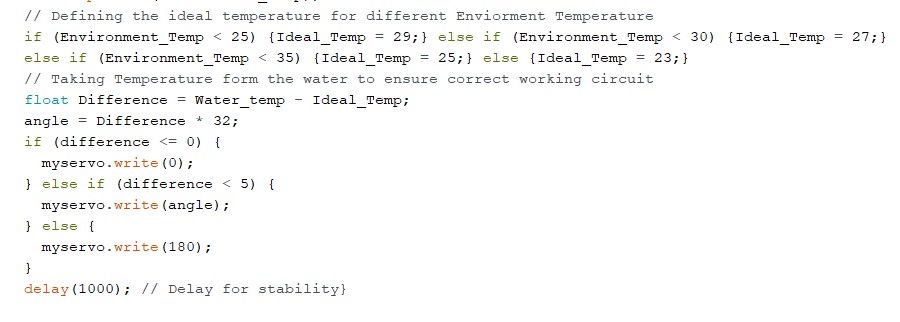 // Defining the ideal temperature for different Enviorment Temperature
if (Environment_Temp < 25) {Ideal_Temp = 29;} else if (Environment_Temp < 30) {Ideal_Temp = 27;}
else if (Environment_Temp < 35) {Ideal_Temp = 25;} else {Ideal_Temp = 23;}
// Taking Temperature form the water to ensure correct working circuit
float Difference = Water_temp - Ideal_Temp;
angle = Difference * 32;
if (difference <= 0) {
myservo.write(0);
} else if (difference < 5) {
myservo.write(angle);
} else {
myservo.write(180);
}
delay(1000); // Delay for stability}